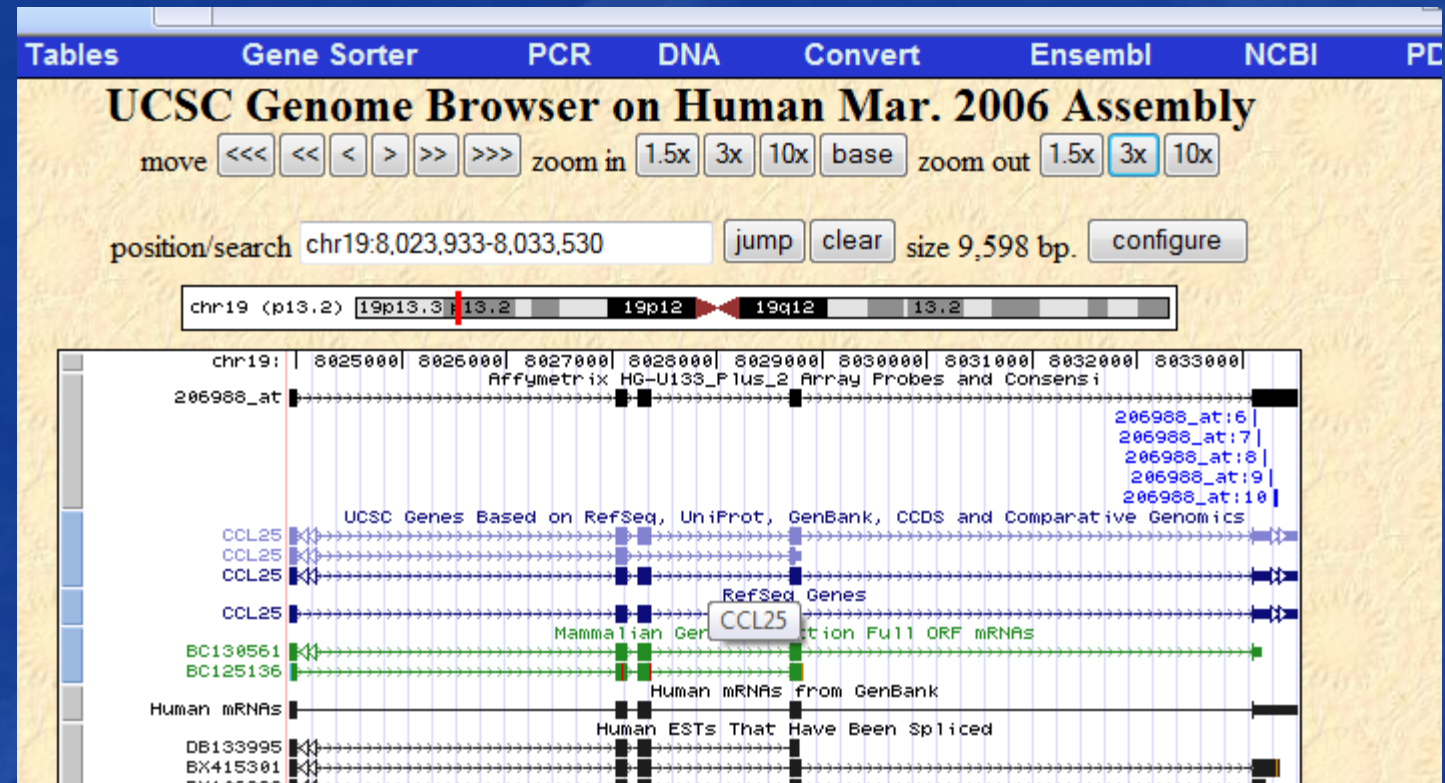 Tables Gene Sorter PCR DNA Convert Ensembl NCBI
UCSC Genome Browser on Human Mar. 2006 Assembly
move <<< << < > >> >>> zoom in 1.5x 3x 10x base zoom out 1.5x 3x 10x
position/search chr19:8,023,933-8,033,530 jump clear size 9,598 bp. configure
chr19 (p13.2) 19p13.3 p13.2 19p12 19q12 13.2
chr19: | 8025000| 8026000| 8027000| 8028000| 8029000| 8030000| 8031000| 8032000| 8033000|
Affymetrix HG-U133_Plus_2 Array Probes and Consensi
206988_at
206988_at:6
206988_at:7
206988_at:8
206988_at:9
206988_at:10
UCSC Genes Based on RefSeq, UniProt, GenBank, CCDS and Comparative Genomics
CCL25
CCL25
CCL25
RefSeq Genes
CCL25
CCL25
Mammalian Gen ction Full ORF mRNAs
BC130561
BC125136
Human mRNAs from GenBank
Human mRNAs
Human ESTs That Have Been Spliced
DB133995
BX415301